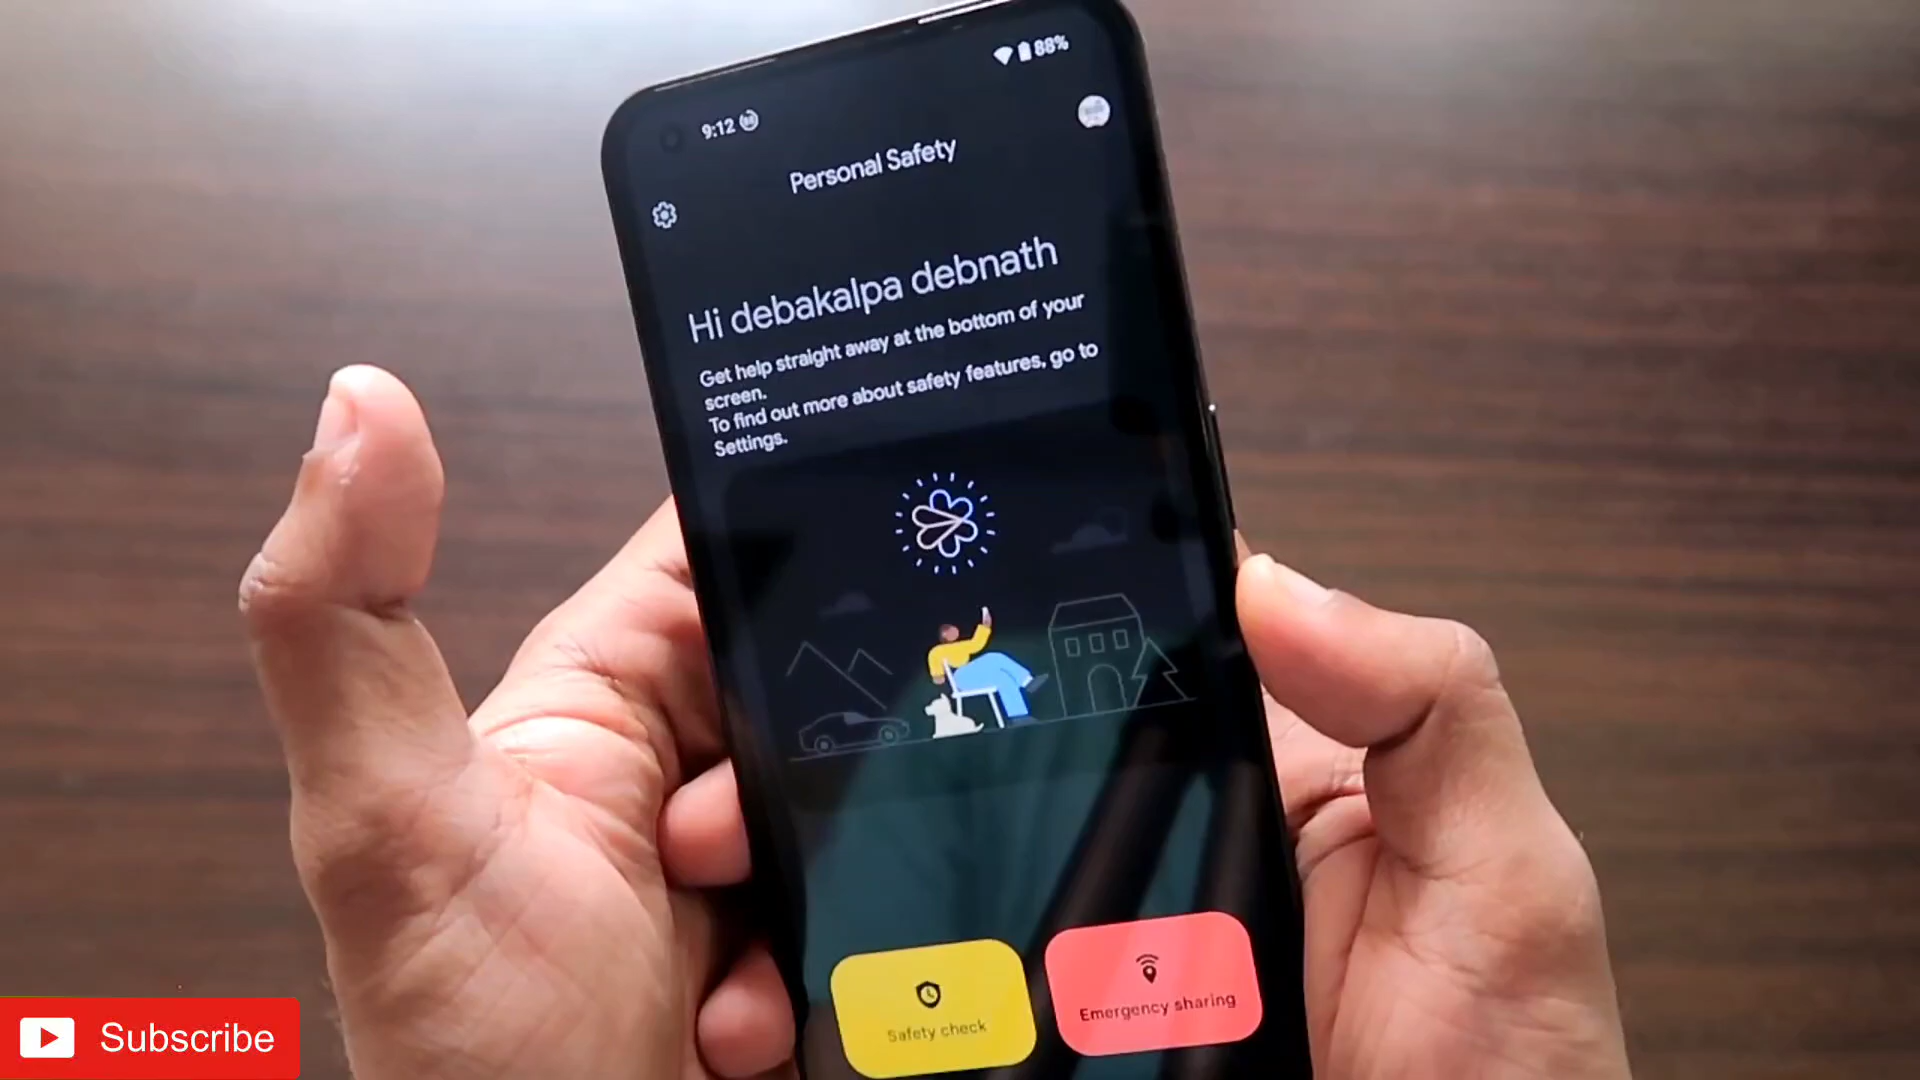 9:12
88%
Personal Safety
Hi debakalpa debnath
Get help straight away at the bottom of your
screen.
To find out more about safety features, go to
Settings.
Safety check
Emergency sharing
Subscribe